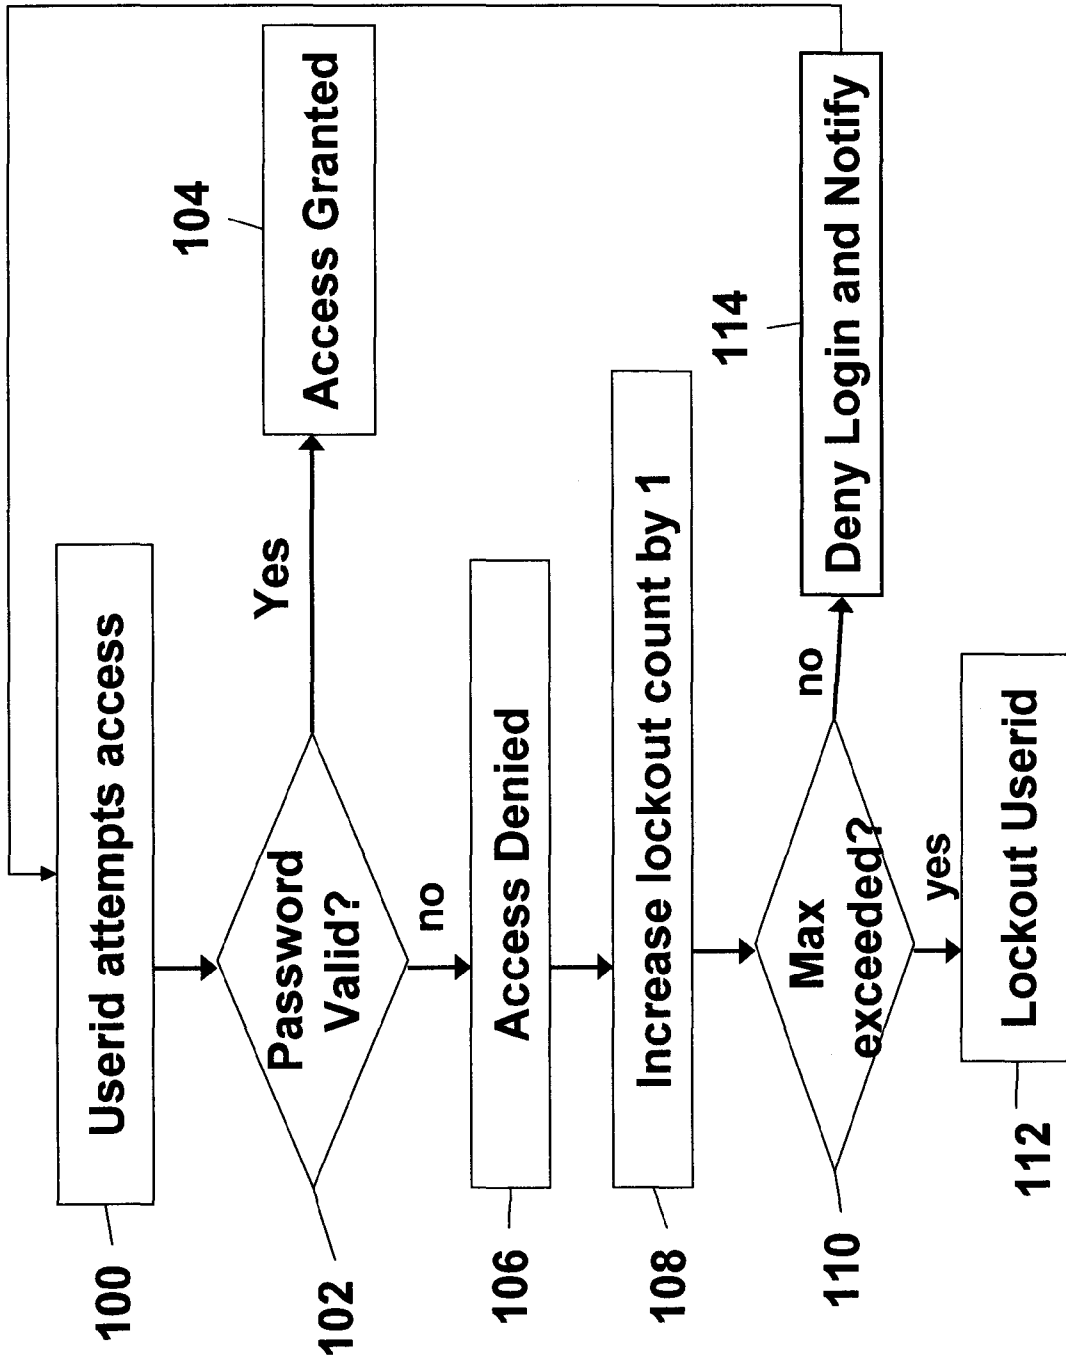 100
Userid attempts access
102
Password
Valid?
Yes
104
Access Granted
no
106
Access Denied
108
Increase lockout count by 1
110
Max
exceeded?
no
114
Deny Login and Notify
yes
112
Lockout Userid